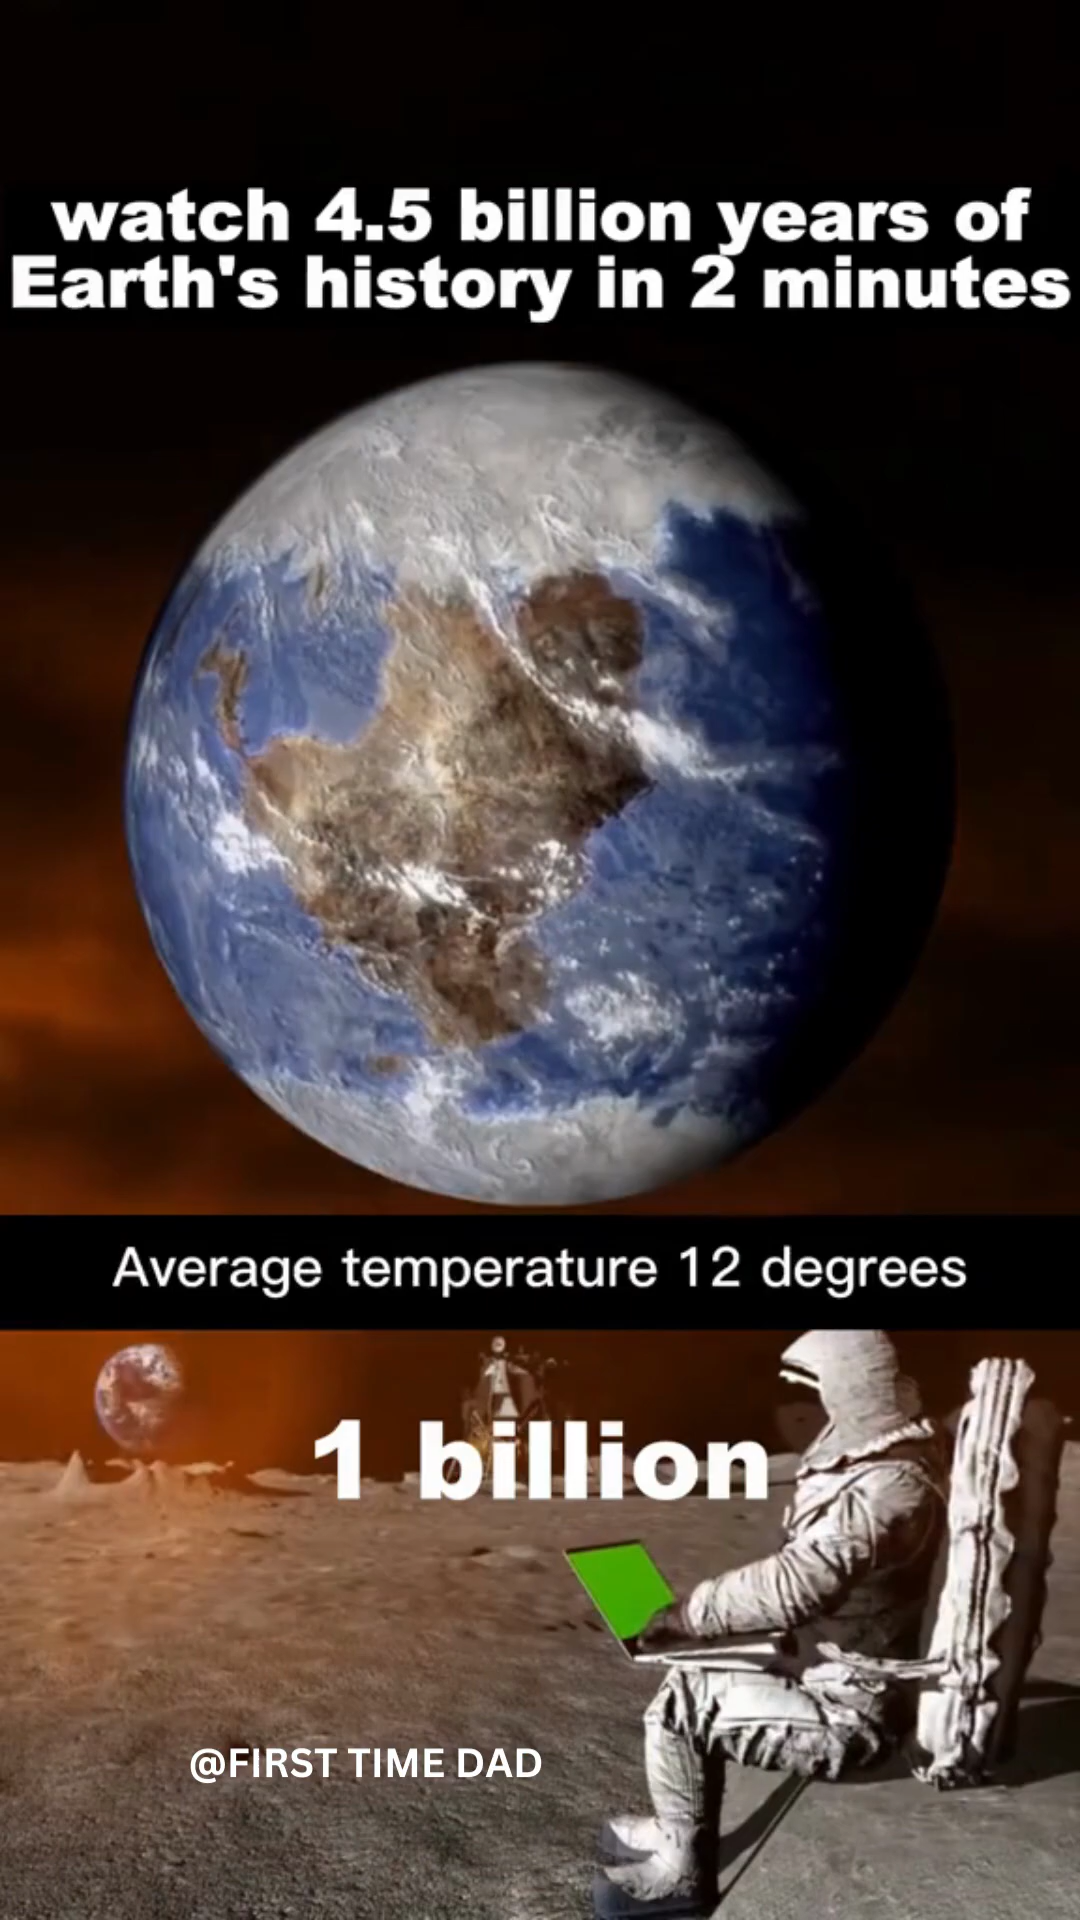 watch 4.5 billion years of
Earth's history in 2 minutes
Average temperature 12 degrees
1 billion
@FIRST TIME DAD